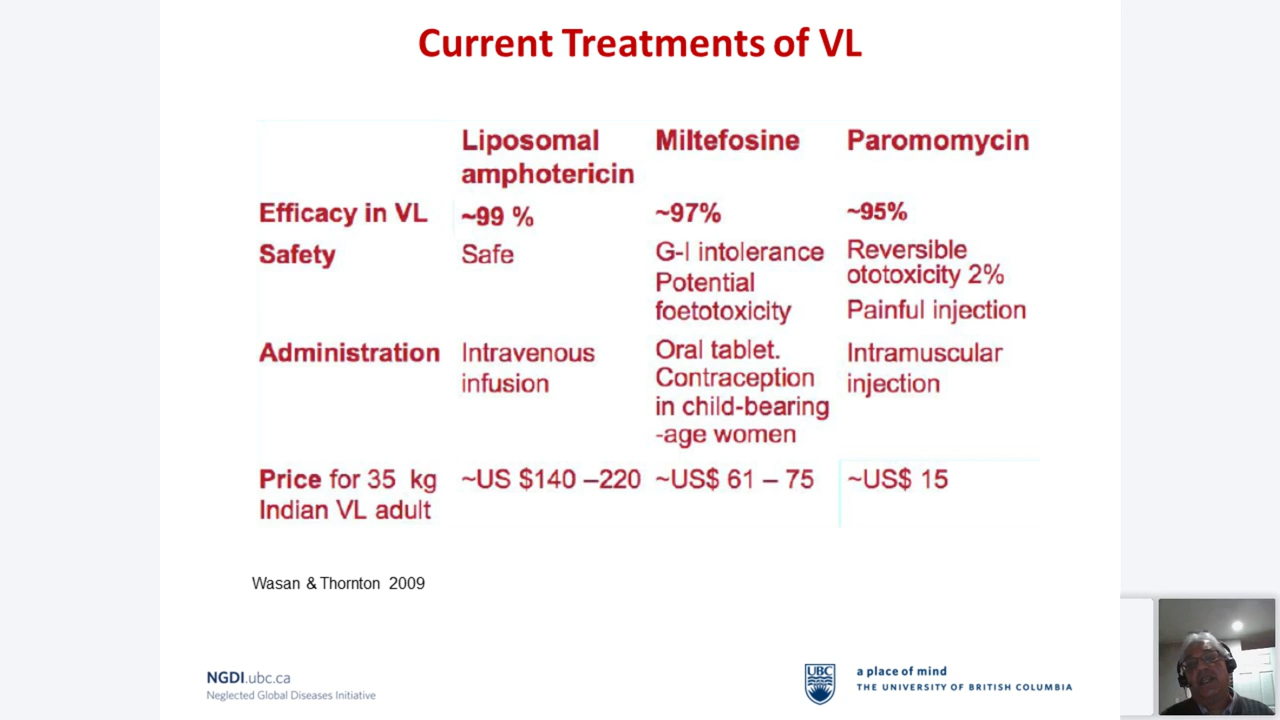 Current Treatments of VL
Liposomal amphotericin
Miltefosine
Paromomycin
Efficacy in VL
~99 %
~97%
~95%
Safety
Safe
G-I intolerance
Potential
foetotoxicity
Reversible
ototoxicity 2%
Painful injection
Administration
Intravenous
infusion
Oral tablet.
Contraception
in child-bearing
-age women
Intramuscular
injection
Price for 35 kg
Indian VL adult
~US $140 –220
~US$ 61 – 75
~US$ 15
Wasan & Thornton 2009
NGDI.ubc.ca
Neglected Global Diseases Initiative
UBC
a place of mind
THE UNIVERSITY OF BRITISH COLUMBIA